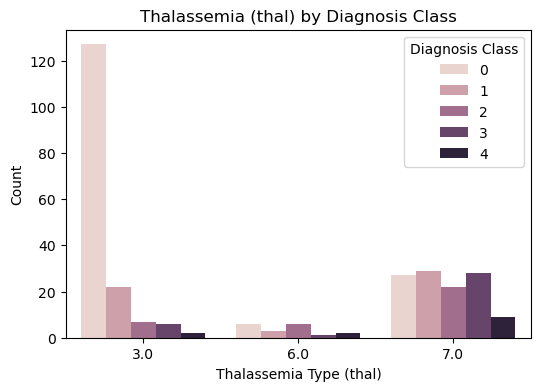 Thalassemia (thal) by Diagnosis Class
Diagnosis Class
0
1
2
3
4
120
100
80
60
40
20
0
Count
3.0 6.0 7.0
Thalassemia Type (thal)